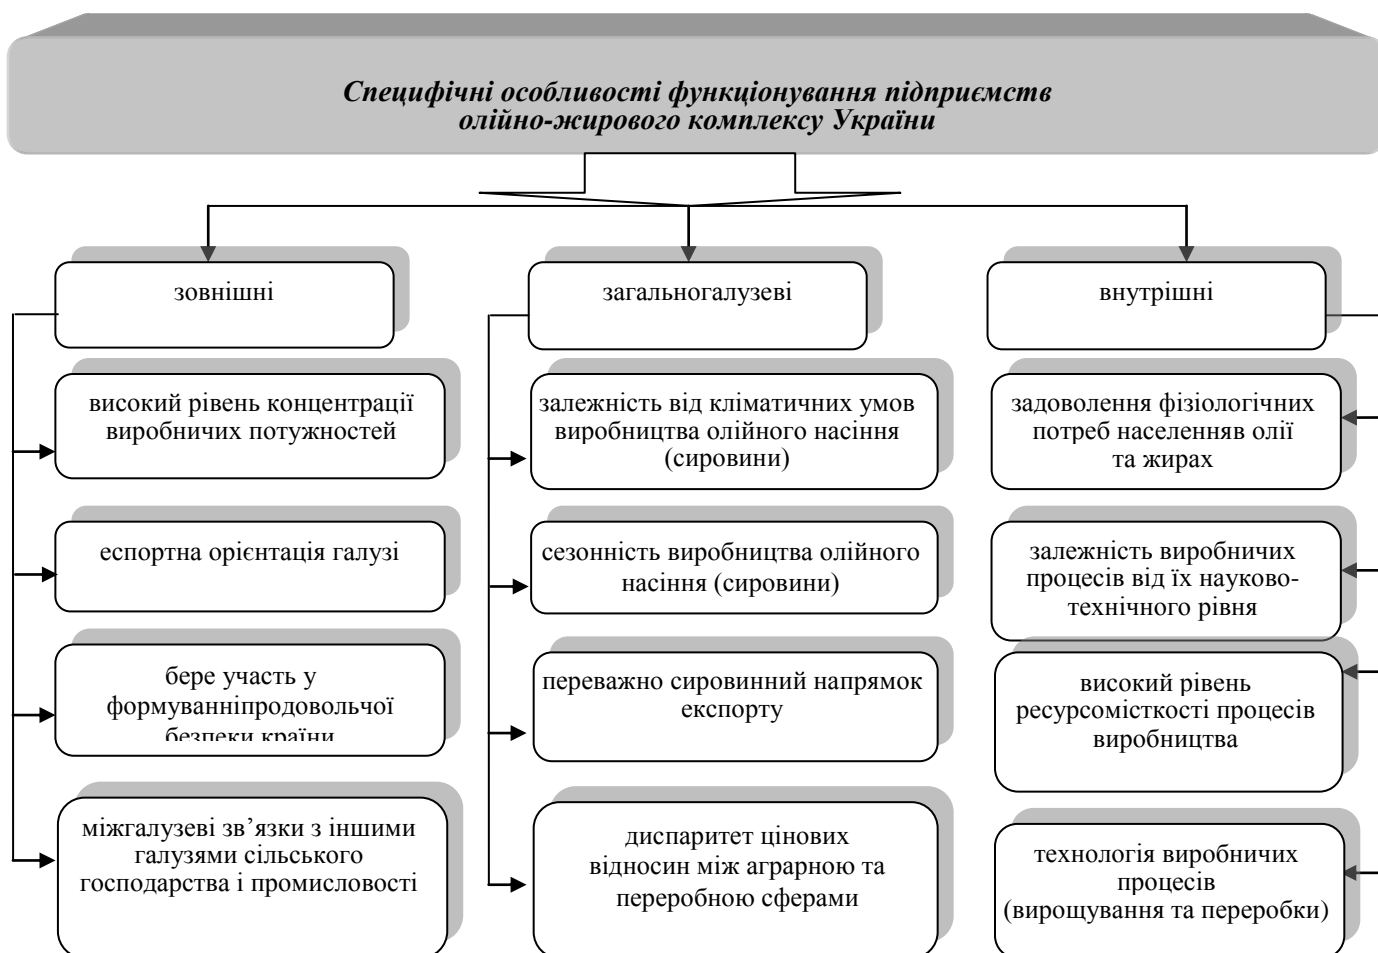 Специфічні особливості функціонування підприємств
олійно-жирового комплексу України
зовнішні
високий рівень концентрації
виробничих потужностей
еспортна орієнтація галузі
бере участь у
формуванніпродовольчої
безпеки країни
міжгалузеві зв’язки з іншими
галузями сільського
господарства і промисловості
загальногалузеві
залежність від кліматичних умов
виробництва олійного насіння
(сировини)
сезонність виробництва олійного
насіння (сировини)
переважно сировинний напрямок
експорту
диспаритет цінових
відносин між аграрною та
переробною сферами
внутрішні
задоволення фізіологічних
потреб населенняв олії
та жирах
залежність виробничих
процесів від їх науково-
технічного рівня
високий рівень
ресурсомісткості процесів
виробництва
технологія виробничих
процесів
(вирощування та переробки)